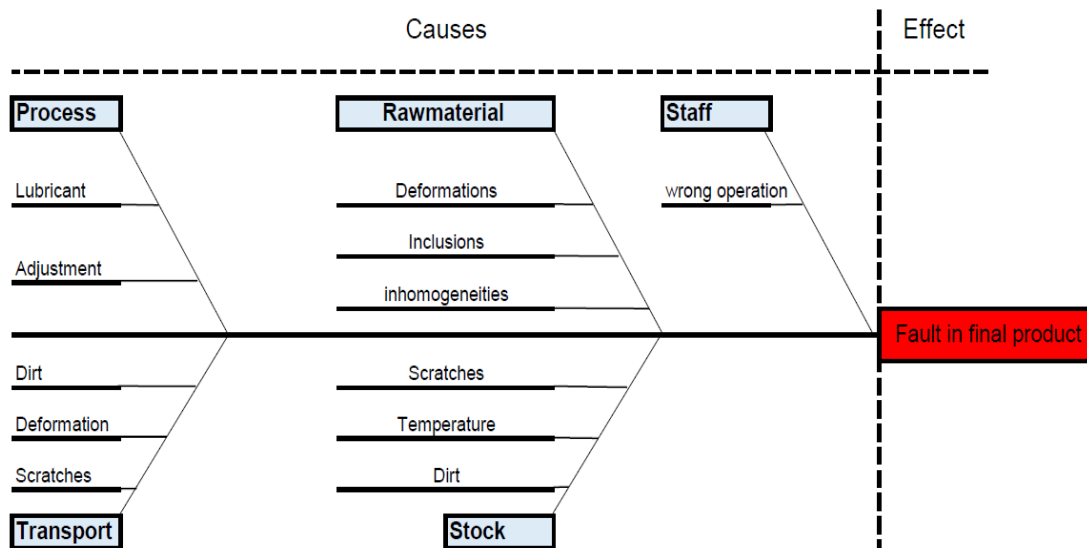 Causes
Effect
Process
Rawmaterial
Staff
Lubricant
Deformations
wrong operation
Inclusions
Adjustment
inhomogeneities
Fault in final product
Dirt
Scratches
Deformation
Temperature
Scratches
Dirt
Transport
Stock